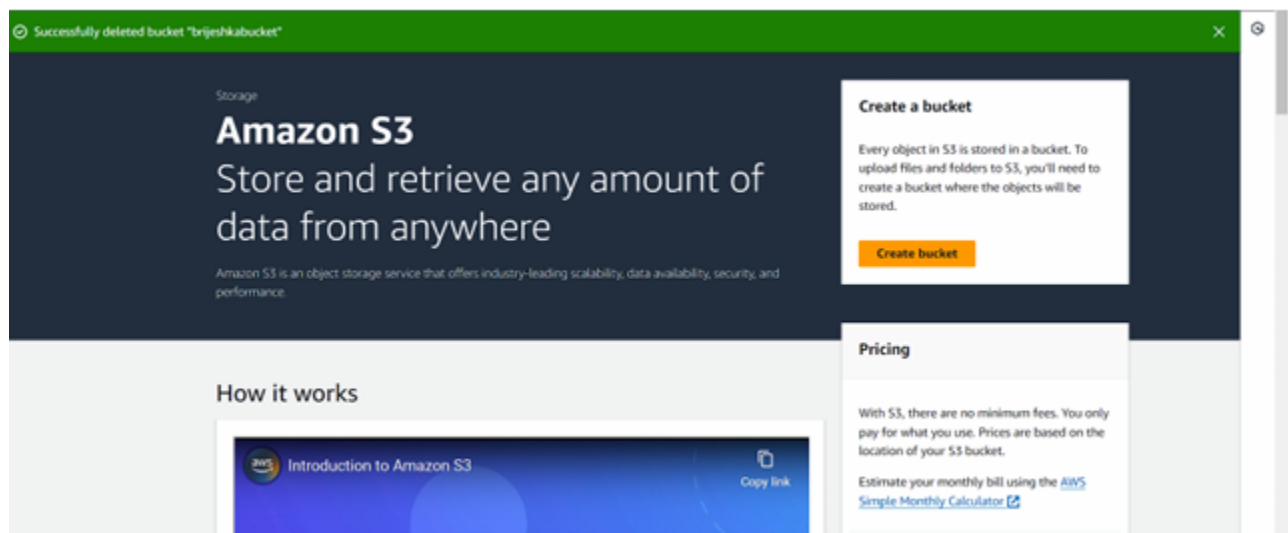 Successfully deleted bucket "brijeshkabucket"
Storage
Amazon S3
Store and retrieve any amount of
data from anywhere
Amazon S3 is an object storage service that offers industry-leading scalability, data availability, security, and
performance.
Create a bucket
Every object in S3 is stored in a bucket. To
upload files and folders to S3, you'll need to
create a bucket where the objects will be
stored.
Create bucket
Pricing
With S3, there are no minimum fees. You only
pay for what you use. Prices are based on the
location of your S3 bucket.
Estimate your monthly bill using the AWS
Simple Monthly Calculator
How it works
aws
Introduction to Amazon S3
Copy link